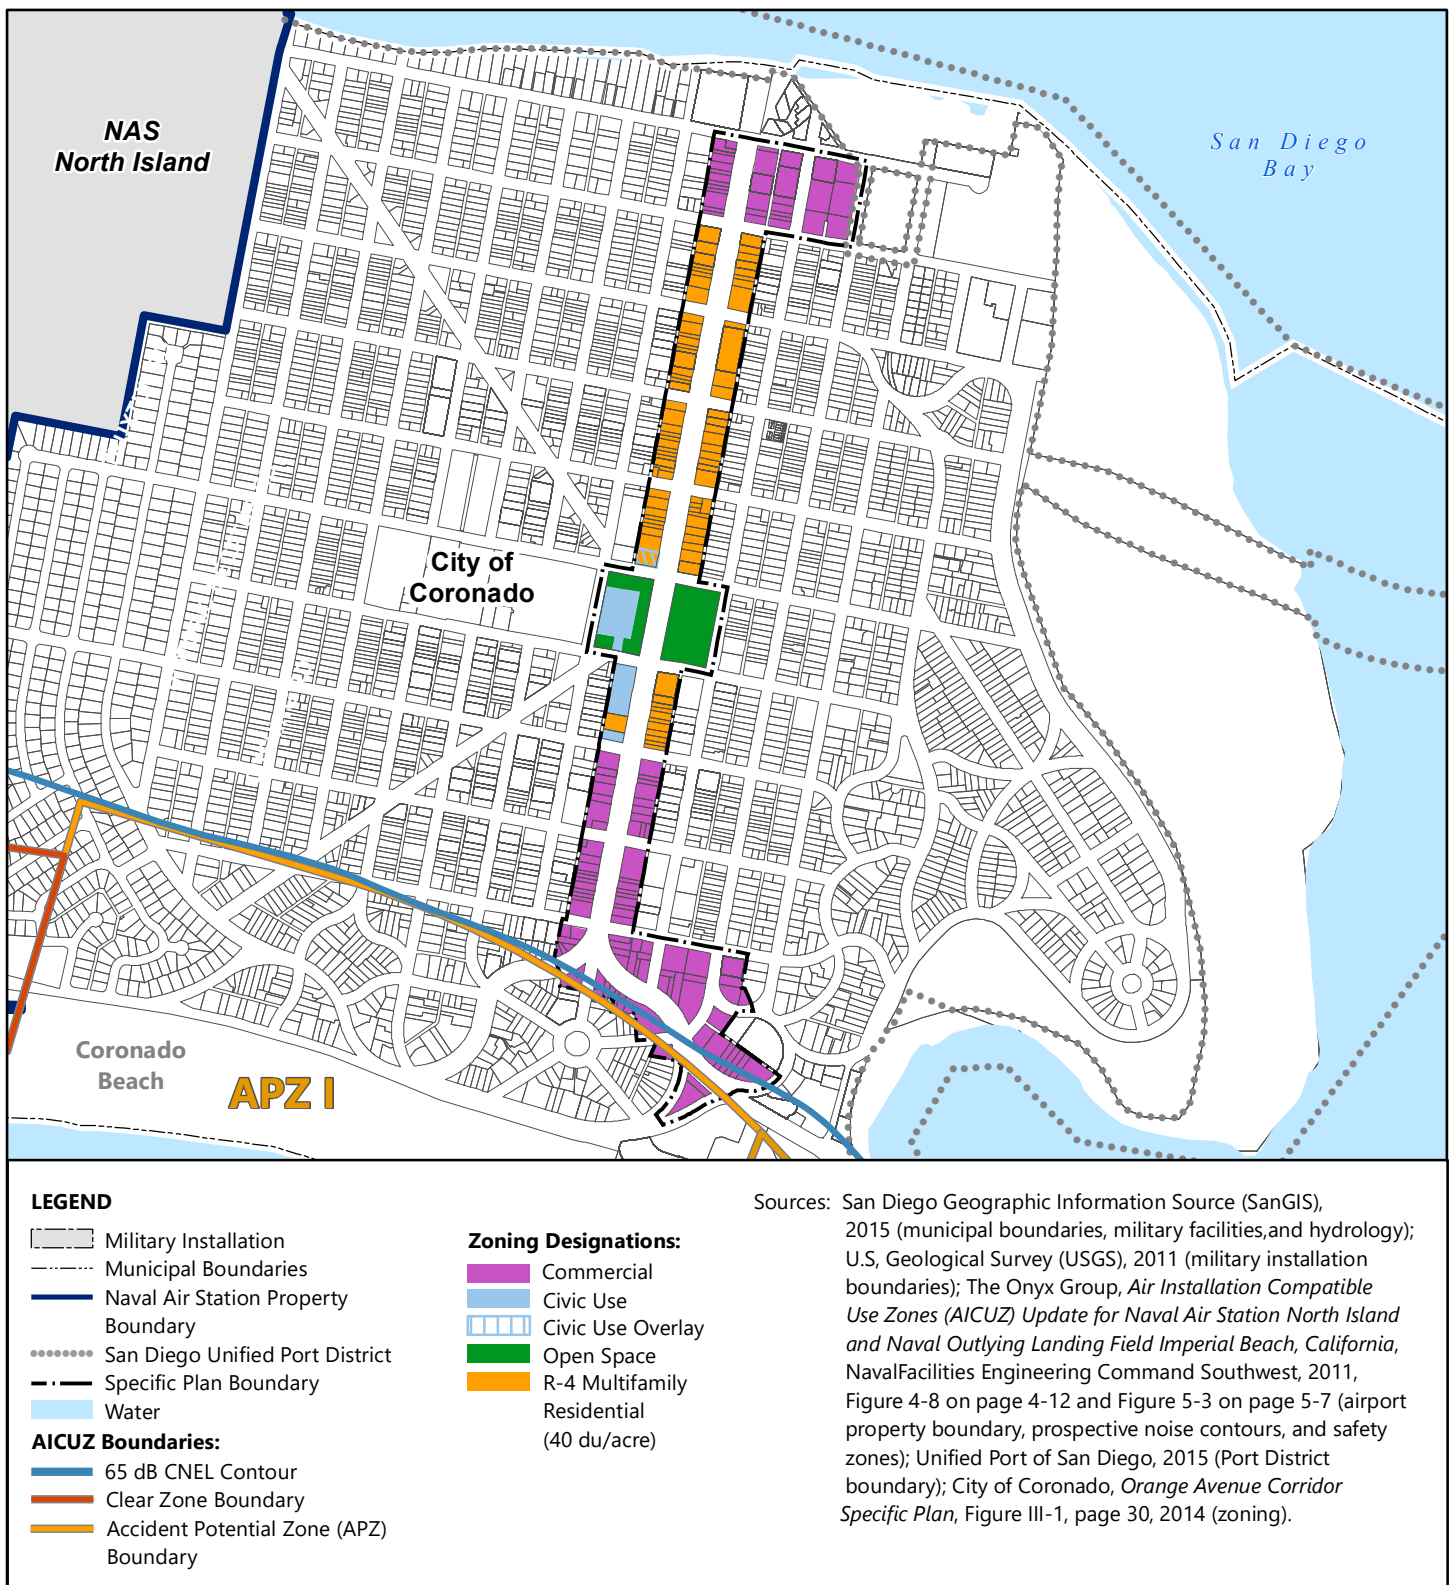 NAS
North Island
San Diego
Bay
City of
Coronado
Coronado
Beach
APZ I
LEGEND
Military Installation
Municipal Boundaries
Naval Air Station Property
Boundary
San Diego Unified Port District
Specific Plan Boundary
Water
AICUZ Boundaries:
65 dB CNEL Contour
Clear Zone Boundary
Accident Potential Zone (APZ)
Boundary
Zoning Designations:
Commercial
Civic Use
Civic Use Overlay
Open Space
R-4 Multifamily
Residential
(40 du/acre)
Sources: San Diego Geographic Information Source (SanGIS),
2015 (municipal boundaries, military facilities,and hydrology);
U.S, Geological Survey (USGS), 2011 (military installation
boundaries); The Onyx Group, Air Installation Compatible
Use Zones (AICUZ) Update for Naval Air Station North Island
and Naval Outlying Landing Field Imperial Beach, California,
NavalFacilities Engineering Command Southwest, 2011,
Figure 4-8 on page 4-12 and Figure 5-3 on page 5-7 (airport
property boundary, prospective noise contours, and safety
zones); Unified Port of San Diego, 2015 (Port District
boundary); City of Coronado, Orange Avenue Corridor
Specific Plan, Figure III-1, page 30, 2014 (zoning).